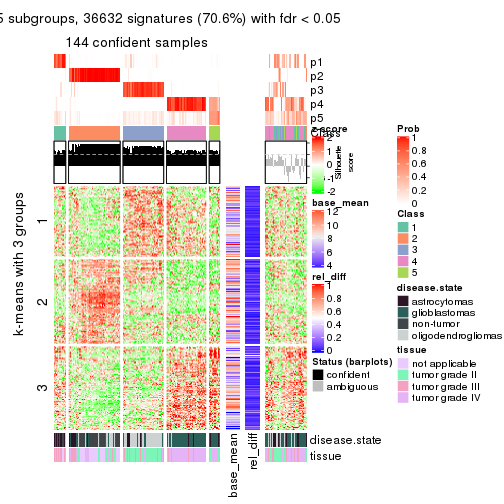 5 subgroups, 36632 signatures (70.6%) with fdr < 0.05
144 confident samples
p1
p2
p3
p4
p5
Class
z-score
2
1
0
-1
-2
Silhouette
score
k-means with 3 groups
1
2
3
base_mean
12
10
8
6
4
rel_diff
1
0.8
0.6
0.4
0.2
0
Status (barplots)
confident
ambiguous
Prob
1
0.8
0.6
0.4
0.2
0
Class
1
2
3
4
5
disease.state
astrocytomas
glioblastomas
non-tumor
oligodendrogliomas
tissue
not applicable
tumor grade II
tumor grade III
tumor grade IV
disease.state
tissue
base_mean
rel_diff